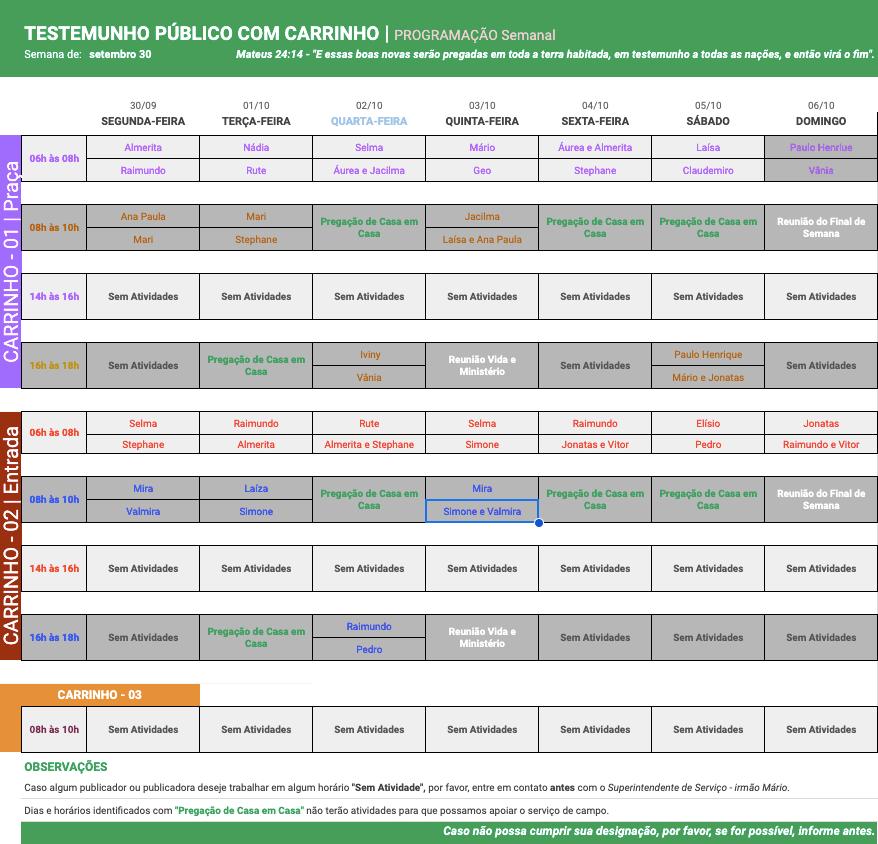 TESTEMUNHO PÚBLICO COM CARRINHO | PROGRAMAÇÃO Semanal
Semana de: setembro 30 Mateus 24:14 - "E essas boas novas serão pregadas em toda a terra habitada, em testemunho a todas as nações, e então virá o fim".
30/09 01/10 02/10 03/10 04/10 05/10 06/10
SEGUNDA-FEIRA TERÇA-FEIRA QUARTA-FEIRA QUINTA-FEIRA SEXTA-FEIRA SÁBADO DOMINGO
CARRINHO - 01 | Praça
06h às 08h
Almerita Nádia Selma Mário Áurea e Almerita Laísa Paulo Henriue
Raimundo Rute Áurea e Jacilma Geo Stephane Claudemiro Vânia
08h às 10h
Ana Paula Mari Pregação de Casa em Casa Jacilma Pregação de Casa em Casa Pregação de Casa em Casa Reunião do Final de Semana
Mari Stephane Laísa e Ana Paula
14h às 16h Sem Atividades Sem Atividades Sem Atividades Sem Atividades Sem Atividades Sem Atividades Sem Atividades
16h às 18h Sem Atividades Pregação de Casa em Casa Iviny Reunião Vida e Ministério Sem Atividades Paulo Henrique Sem Atividades
Vânia Mário e Jonatas
CARRINHO - 02 | Entrada
06h às 08h
Selma Raimundo Rute Selma Raimundo Elísio Jonatas
Stephane Almerita Almerita e Stephane Simone Jonatas e Vitor Pedro Raimundo e Vitor
08h às 10h
Mira Laíza Pregação de Casa em Casa Mira Pregação de Casa em Casa Pregação de Casa em Casa Reunião do Final de Semana
Valmira Simone Simone e Valmira
14h às 16h Sem Atividades Sem Atividades Sem Atividades Sem Atividades Sem Atividades Sem Atividades Sem Atividades
16h às 18h Sem Atividades Pregação de Casa em Casa Raimundo Reunião Vida e Ministério Sem Atividades Sem Atividades Sem Atividades
Pedro
CARRINHO - 03
08h às 10h Sem Atividades Sem Atividades Sem Atividades Sem Atividades Sem Atividades Sem Atividades Sem Atividades
OBSERVAÇÕES
Caso algum publicador ou publicadora deseje trabalhar em algum horário "Sem Atividade", por favor, entre em contato antes com o Superintendente de Serviço - irmão Mário.
Dias e horários identificados com "Pregação de Casa em Casa" não terão atividades para que possamos apoiar o serviço de campo.
Caso não possa cumprir sua designação, por favor, se for possível, informe antes.